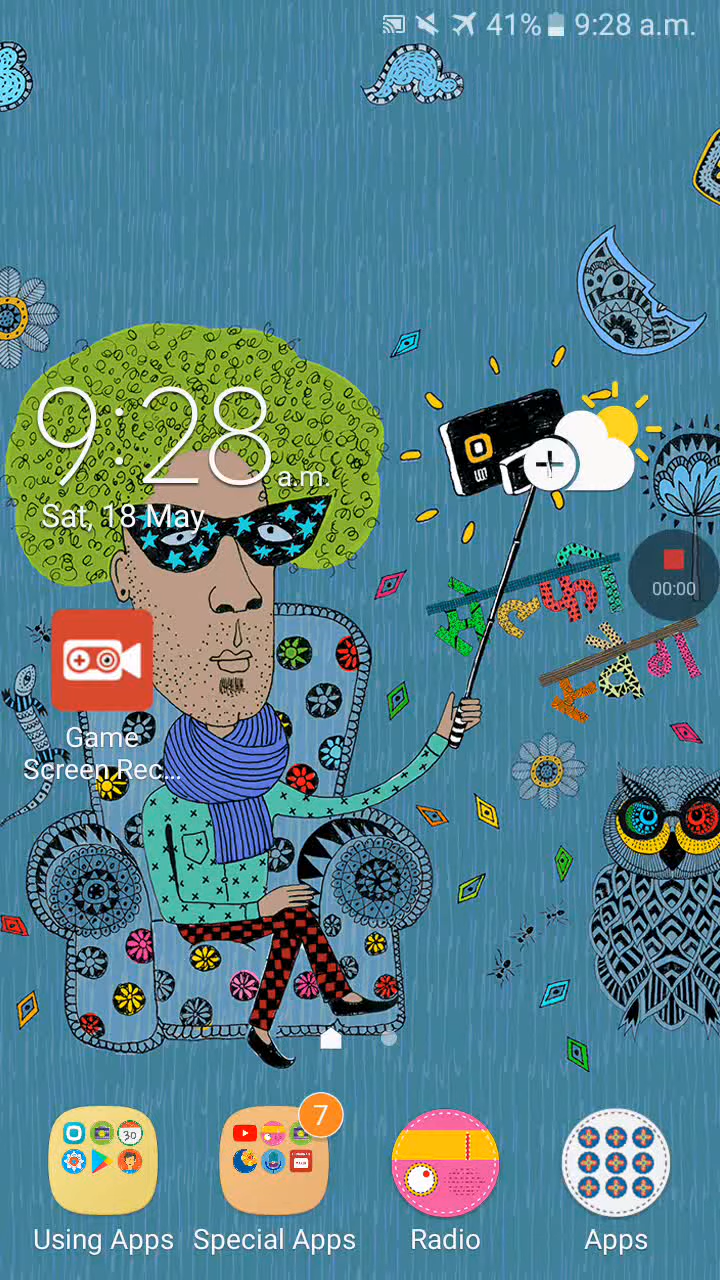 41% 9:28 a.m.
9:28 a.m.
Sat, 18 May
00:00
Game
Screen Rec...
30
7
Using Apps
Special Apps
Radio
Apps